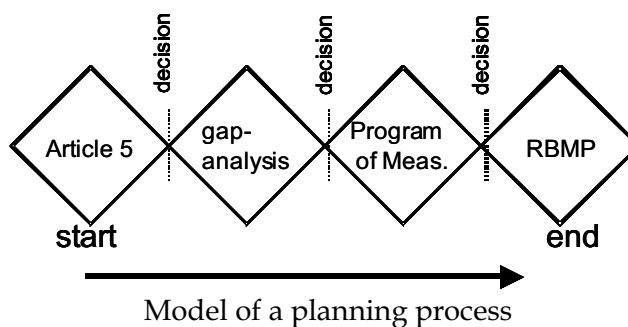 decision
decision
decision
Article 5
gap-
analysis
Program
of Meas.
RBMP
start
end
Model of a planning process